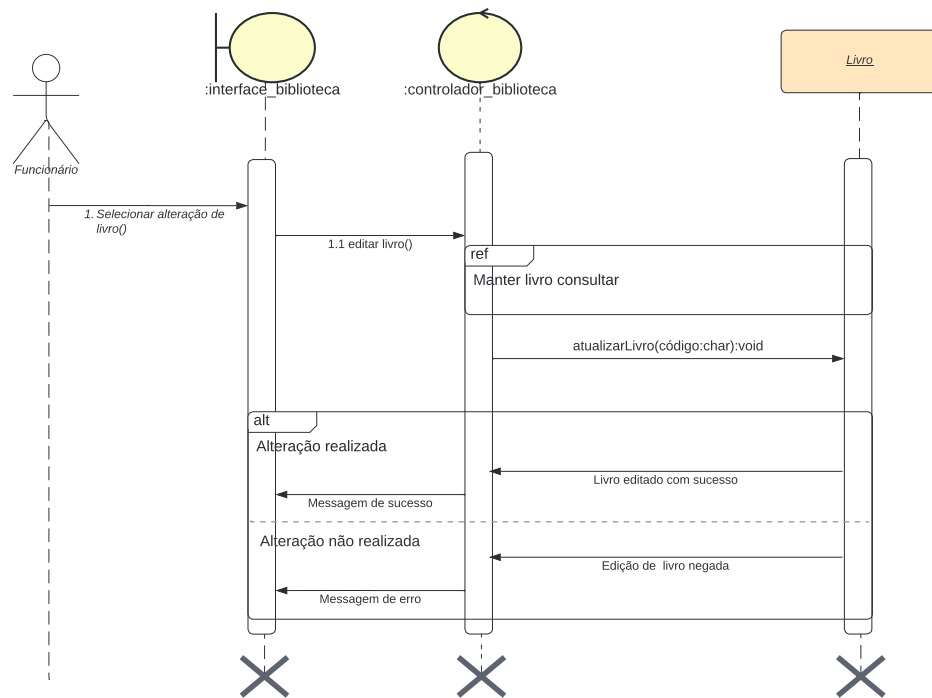 :interface_biblioteca
:controlador_biblioteca
Livro
Funcionário
1. Selecionar alteração de
livro()
1.1 editar livro()
ref
Manter livro consultar
atualizarLivro(código:char):void
alt
Alteração realizada
Livro editado com sucesso
Messagem de sucesso
Alteração não realizada
Edição de livro negada
Messagem de erro